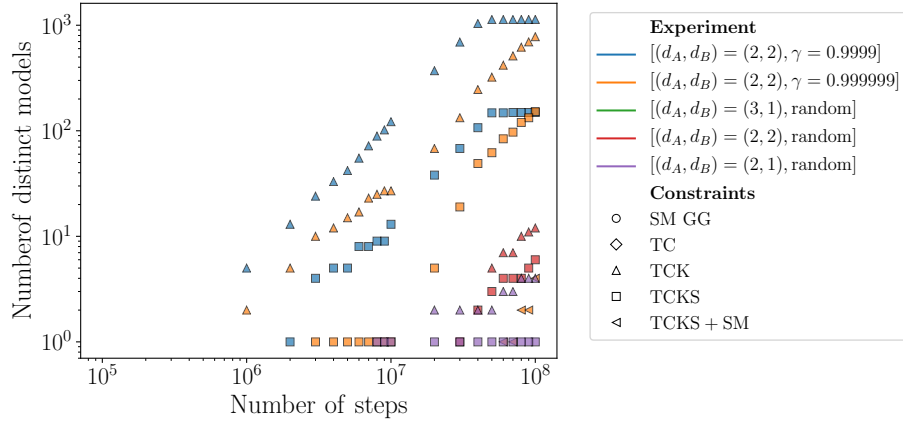 Numberof distinct models
10^3
10^2
10^1
10^0
10^5
10^6
10^7
10^8
Number of steps
Experiment
[(d_A, d_B) = (2, 2), γ = 0.9999]
[(d_A, d_B) = (2, 2), γ = 0.999999]
[(d_A, d_B) = (3, 1), random]
[(d_A, d_B) = (2, 2), random]
[(d_A, d_B) = (2, 1), random]
Constraints
SM GG
TC
TCK
TCKS
TCKS + SM